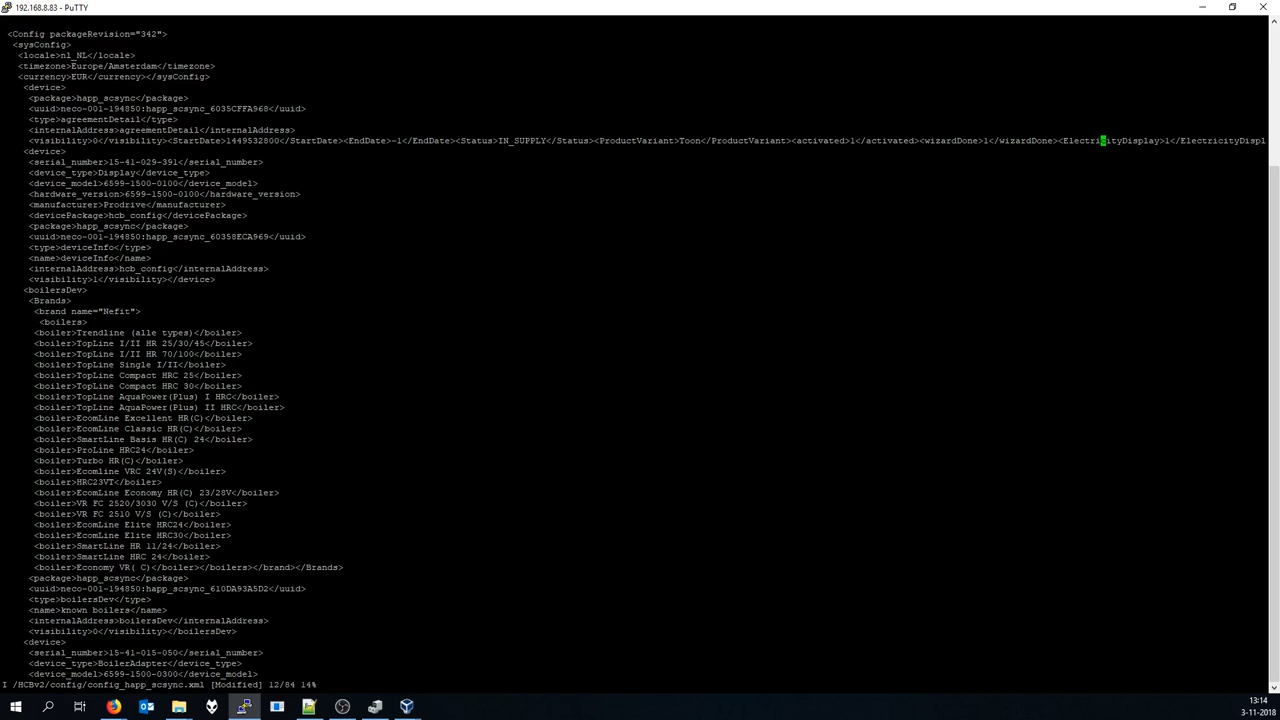 192.168.8.83 - PuTTY
<Config packageRevision="342">
<sysConfig>
<locale>nl_NL</locale>
<timezone>Europe/Amsterdam</timezone>
<currency>EUR</currency></sysConfig>
<device>
<package>happ_scsync</package>
<uuid>neco-001-194850:happ_scsync_6035CFFA968</uuid>
<type>agreementDetail</type>
<internalAddress>agreementDetail</internalAddress>
<visibility>0</visibility><StartDate>1449532800</StartDate><EndDate>-1</EndDate><Status>IN_SUPPLY</Status><ProductVariant>Toon</ProductVariant><activated>1</activated><wizardDone>1</wizardDone><ElectricityDisplay>1</ElectricityDispl
<device>
<serial_number>15-41-029-391</serial_number>
<device_type>Display</device_type>
<device_model>6599-1500-0100</device_model>
<hardware_version>6599-1500-0100</hardware_version>
<manufacturer>Prodrive</manufacturer>
<devicePackage>hcb_config</devicePackage>
<package>happ_scsync</package>
<uuid>neco-001-194850:happ_scsync_60358ECA969</uuid>
<type>deviceInfo</type>
<name>deviceInfo</name>
<internalAddress>hcb_config</internalAddress>
<visibility>1</visibility></device>
<boilersDev>
<Brands>
<brand name="Nefit">
<boilers>
<boiler>Trendline (alle types)</boiler>
<boiler>TopLine I/II HR 25/30/45</boiler>
<boiler>TopLine I/II HR 70/100</boiler>
<boiler>TopLine Single I/II</boiler>
<boiler>TopLine Compact HRC 25</boiler>
<boiler>TopLine Compact HRC 30</boiler>
<boiler>TopLine AquaPower(Plus) I HRC</boiler>
<boiler>TopLine AquaPower(Plus) II HRC</boiler>
<boiler>EcomLine Excellent HR(C)</boiler>
<boiler>EcomLine Classic HR(C)</boiler>
<boiler>SmartLine Basis HR(C) 24</boiler>
<boiler>ProLine HRC24</boiler>
<boiler>Turbo HR(C)</boiler>
<boiler>Ecomline VRC 24V(S)</boiler>
<boiler>HRC23VT</boiler>
<boiler>EcomLine Economy HR(C) 23/28V</boiler>
<boiler>VR FC 2520/3030 V/S (C)</boiler>
<boiler>VR FC 2510 V/S (C)</boiler>
<boiler>EcomLine Elite HRC24</boiler>
<boiler>EcomLine Elite HRC30</boiler>
<boiler>SmartLine HR 11/24</boiler>
<boiler>SmartLine HRC 24</boiler>
<boiler>Economy VR( C)</boiler></boilers></brand></Brands>
<package>happ_scsync</package>
<uuid>neco-001-194850:happ_scsync_610DA93A5D2</uuid>
<type>boilersDev</type>
<name>known boilers</name>
<internalAddress>boilersDev</internalAddress>
<visibility>0</visibility></boilersDev>
<device>
<serial_number>15-41-015-050</serial_number>
<device_type>BoilerAdapter</device_type>
<device_model>6599-1500-0300</device_model>
I /HCBv2/config/config_happ_scsync.xml [Modified] 12/84 14%
13:14
3-11-2018